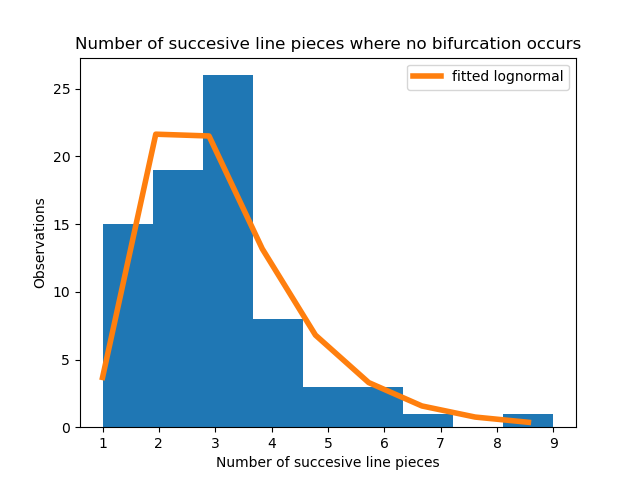 Number of succesive line pieces where no bifurcation occurs
fitted lognormal
Observations
25
20
15
10
5
0
1 2 3 4 5 6 7 8 9
Number of succesive line pieces